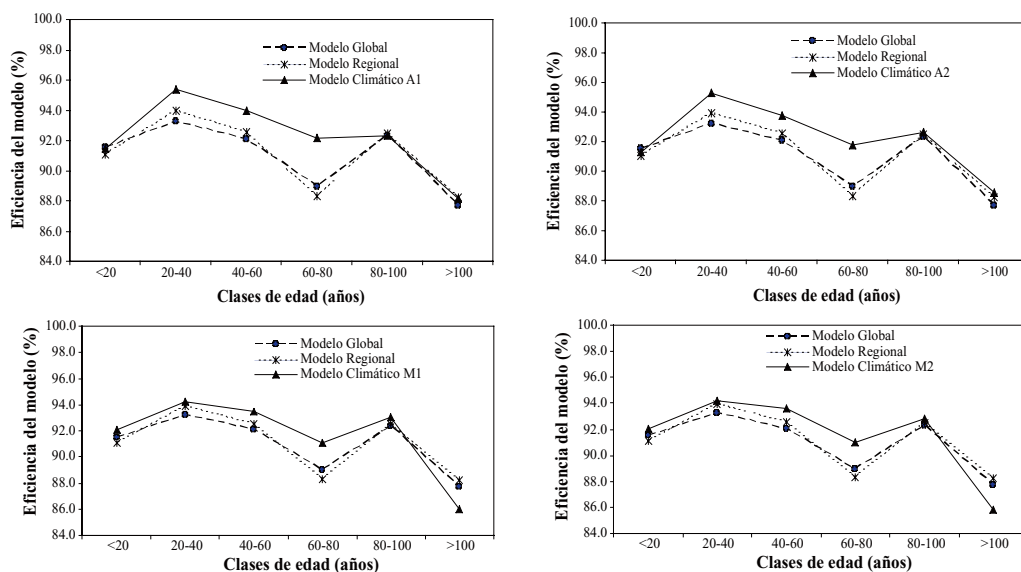 100.0
98.0
96.0
94.0
92.0
90.0
88.0
86.0
84.0
Eficiencia del modelo (%)
Modelo Global
Modelo Regional
Modelo Climático A1
<20 20-40 40-60 60-80 80-100 >100
Clases de edad (años)
100.0
98.0
96.0
94.0
92.0
90.0
88.0
86.0
84.0
Eficiencia del modelo (%)
Modelo Global
Modelo Regional
Modelo Climático A2
<20 20-40 40-60 60-80 80-100 >100
Clases de edad (años)
100.0
98.0
96.0
94.0
92.0
90.0
88.0
86.0
84.0
Eficiencia del modelo (%)
Modelo Global
Modelo Regional
Modelo Climático M1
<20 20-40 40-60 60-80 80-100 >100
Clases de edad (años)
100.0
98.0
96.0
94.0
92.0
90.0
88.0
86.0
84.0
Eficiencia del modelo (%)
Modelo Global
Modelo Regional
Modelo Climático M2
<20 20-40 40-60 60-80 80-100 >100
Clases de edad (años)